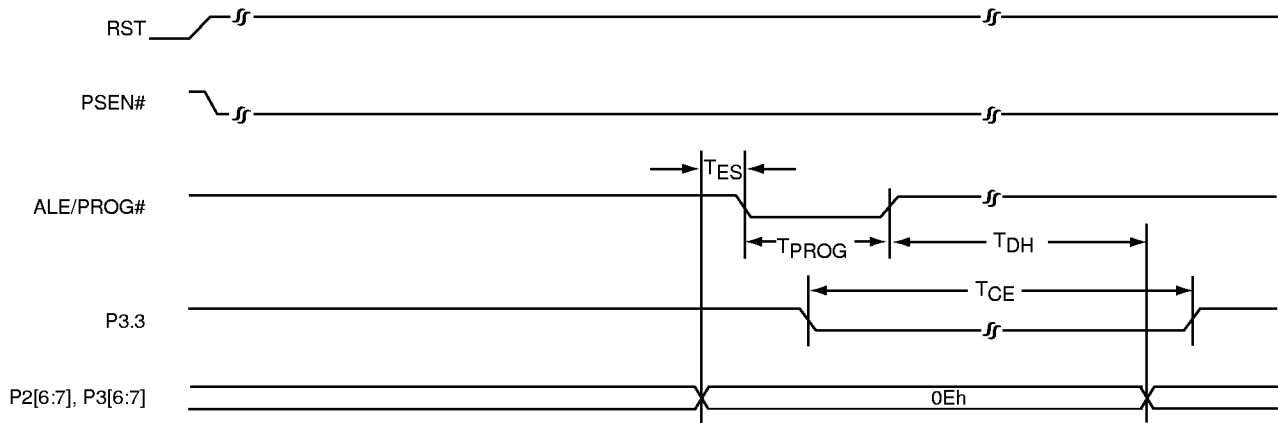 RST
PSEN#
TES
ALE/PROG#
TPROG
TDH
TCE
P3.3
P2[6:7], P3[6:7]
0Eh